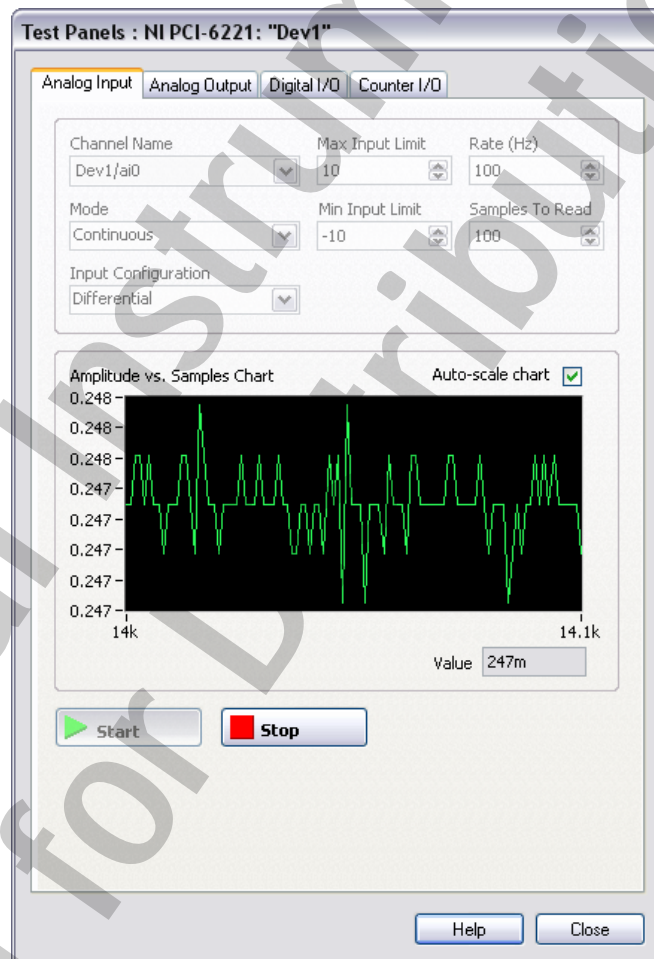 Test Panels : NI PCI-6221: "Dev1"
Analog Input Analog Output Digital I/O Counter I/O
Channel Name Max Input Limit Rate (Hz)
Dev1/ai0 10 100
Mode Min Input Limit Samples To Read
Continuous -10 100
Input Configuration
Differential
Amplitude vs. Samples Chart Auto-scale chart
0.248
0.248
0.248
0.247
0.247
0.247
0.247
0.247
14k 14.1k
Value 247m
Start Stop
Help Close
for